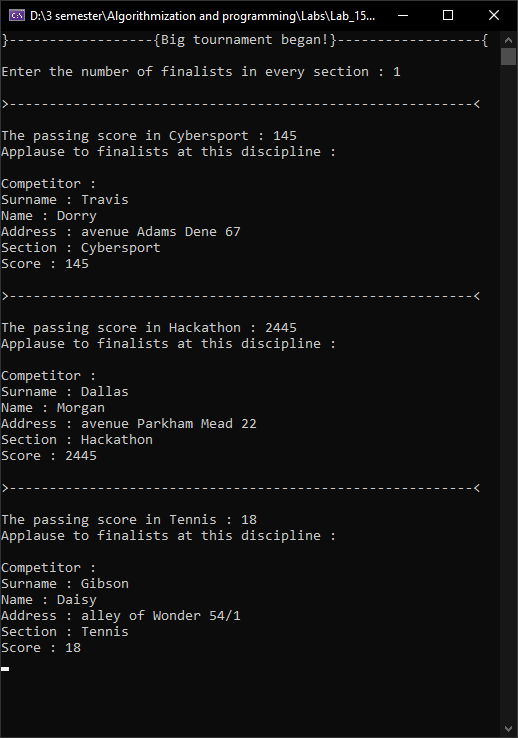 D:\3 semester\Algorithmization and programming\Labs\Lab_15...
}------------------{Big tournament began!}------------------{
Enter the number of finalists in every section : 1
>----------------------------------------------------------<
The passing score in Cybersport : 145
Applause to finalists at this discipline :
Competitor :
Surname : Travis
Name : Dorry
Address : avenue Adams Dene 67
Section : Cybersport
Score : 145
>----------------------------------------------------------<
The passing score in Hackathon : 2445
Applause to finalists at this discipline :
Competitor :
Surname : Dallas
Name : Morgan
Address : avenue Parkham Mead 22
Section : Hackathon
Score : 2445
>----------------------------------------------------------<
The passing score in Tennis : 18
Applause to finalists at this discipline :
Competitor :
Surname : Gibson
Name : Daisy
Address : alley of Wonder 54/1
Section : Tennis
Score : 18